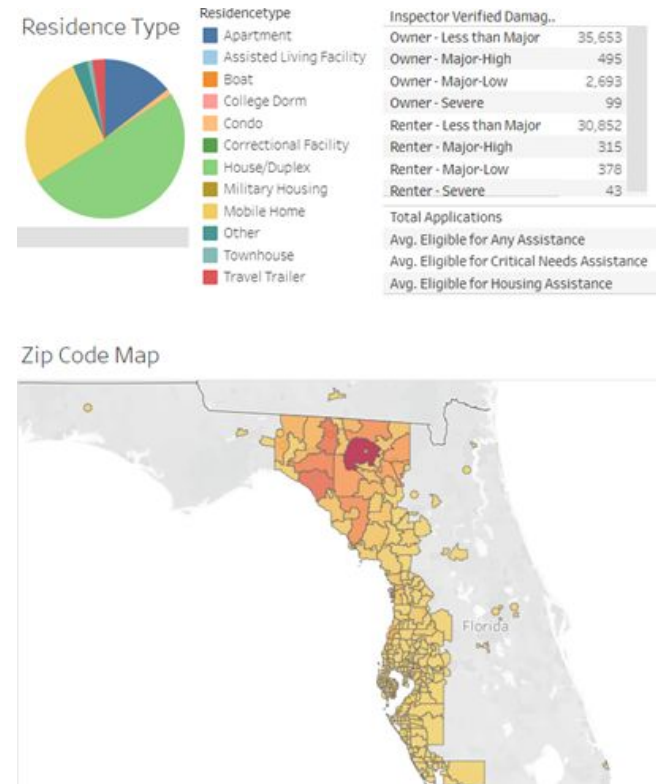 Residence Type
Residencetype
Apartment
Assisted Living Facility
Boat
College Dorm
Condo
Correctional Facility
House/Duplex
Military Housing
Mobile Home
Other
Townhouse
Travel Trailer
Inspector Verified Damag..
Owner - Less than Major 35,653
Owner - Major-High 495
Owner - Major-Low 2,693
Owner - Severe 99
Renter - Less than Major 30,852
Renter - Major-High 315
Renter - Major-Low 378
Renter - Severe 43
Total Applications
Avg. Eligible for Any Assistance
Avg. Eligible for Critical Needs Assistance
Avg. Eligible for Housing Assistance
Zip Code Map
Florida